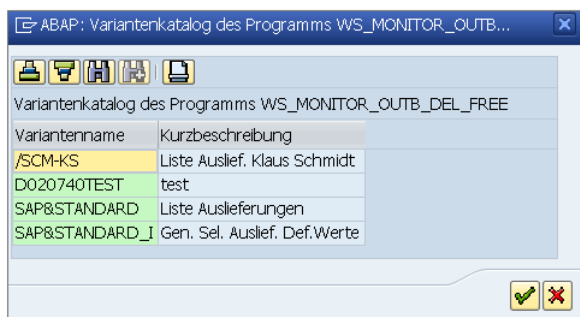 ABAP: Variantenkatalog des Programms WS_MONITOR_OUTB...
Variantenkatalog des Programms WS_MONITOR_OUTB_DEL_FREE
Variantenname Kurzbeschreibung
/SCM-KS Liste Auslief. Klaus Schmidt
D020740TEST test
SAP&STANDARD Liste Auslieferungen
SAP&STANDARD_I Gen. Sel. Auslief. Def.Werte